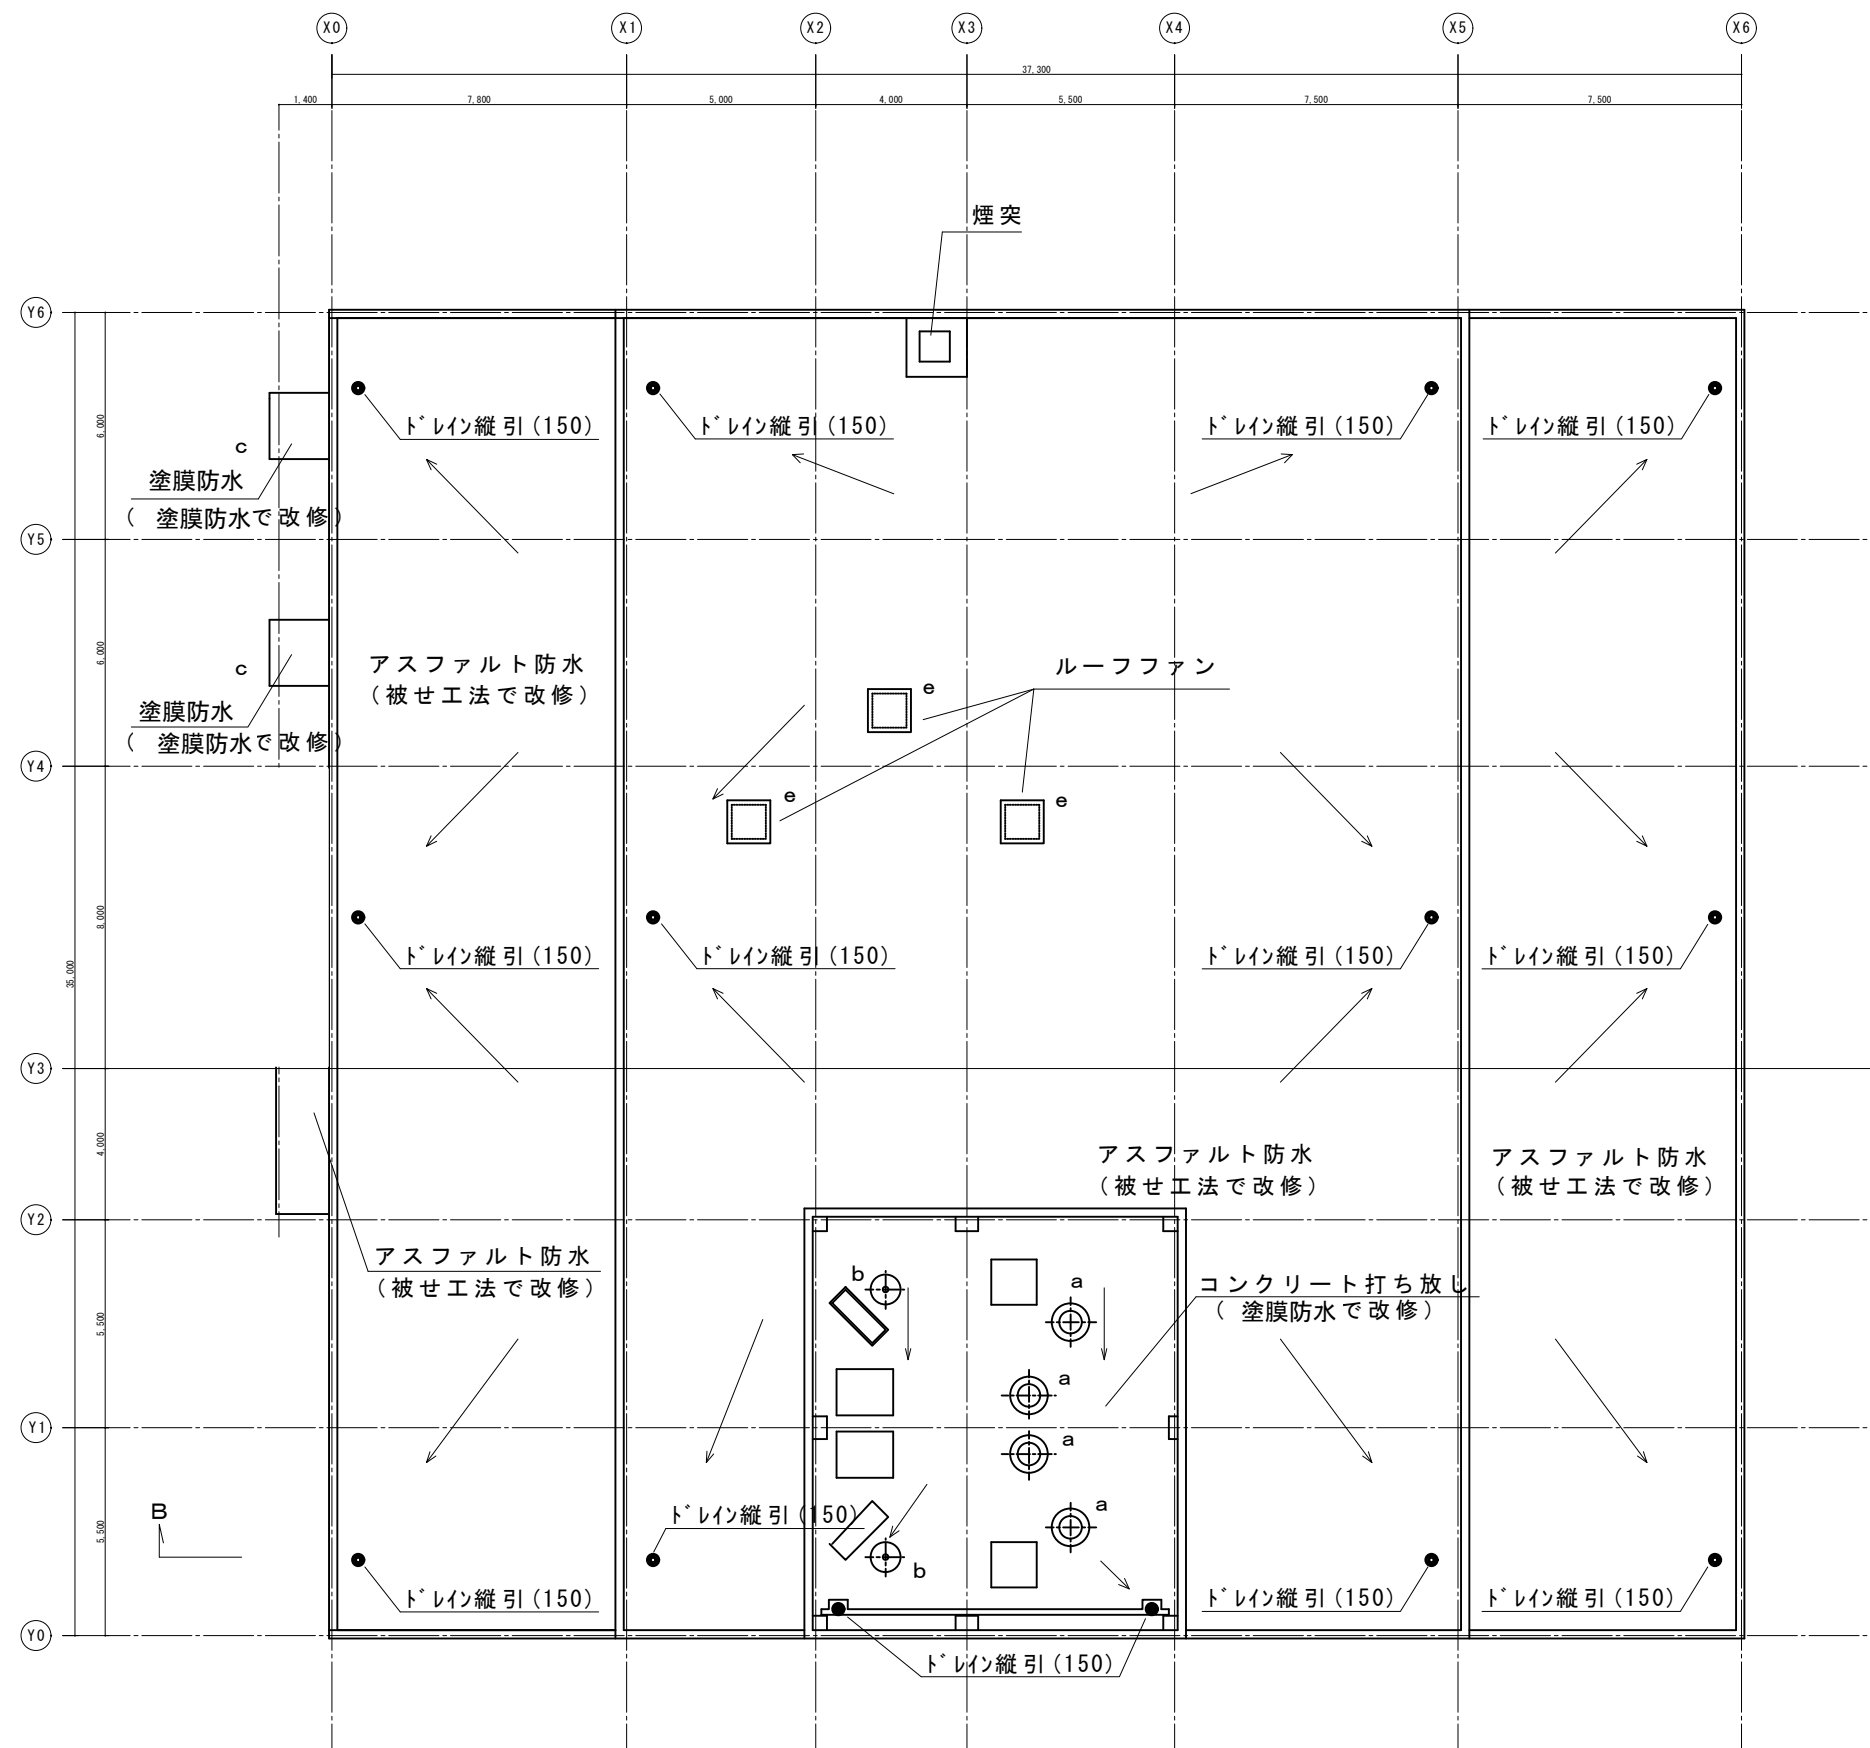 X0 X1 X2 X3 X4 X5 X6
37,300
1,400 7,800 5,000 4,000 5,500 7,500 7,500
煙突
Y6
ドレイン縦引(150) ドレイン縦引(150) ドレイン縦引(150) ドレイン縦引(150)
6,000
c
塗膜防水
(塗膜防水で改修)
Y5
6,000
c
アスファルト防水
(被せ工法で改修)
ルーフファン
e
塗膜防水
(塗膜防水で改修)
Y4
e
e
8,000
35,000
ドレイン縦引(150) ドレイン縦引(150) ドレイン縦引(150) ドレイン縦引(150)
Y3
4,000
アスファルト防水
(被せ工法で改修)
アスファルト防水
(被せ工法で改修)
Y2
アスファルト防水
(被せ工法で改修)
b
a
コンクリート打ち放し
(塗膜防水で改修)
5,500
a
Y1
a
a
B
ドレイン縦引(150)
5,500
b
ドレイン縦引(150) ドレイン縦引(150) ドレイン縦引(150)
Y0
ドレイン縦引(150)